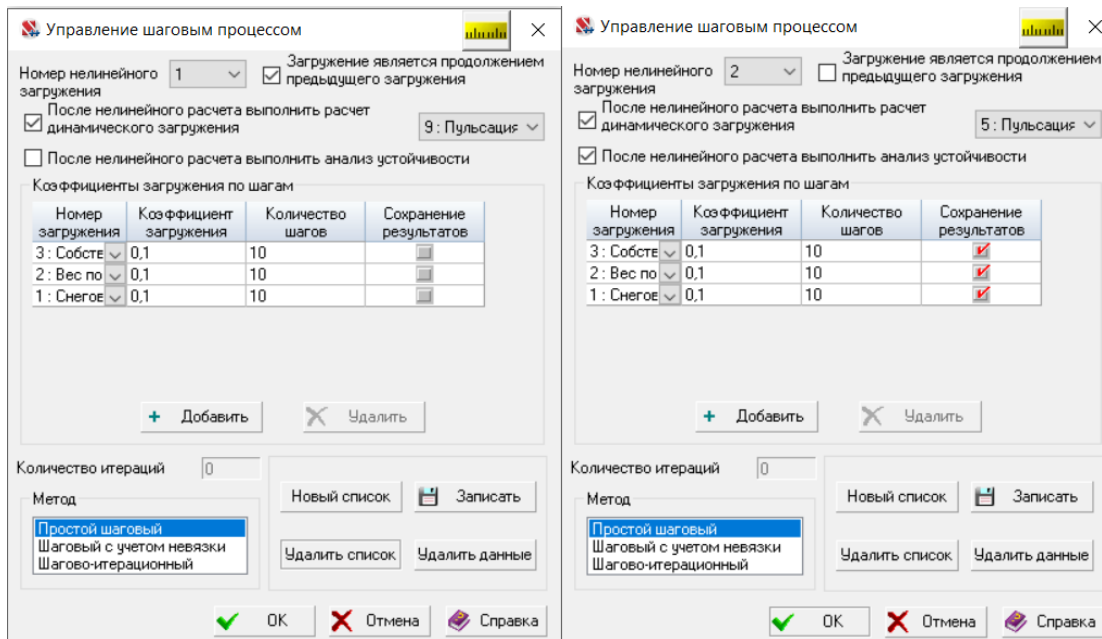 Управление шаговым процессом
Номер нелинейного загружения
1
Загружение является продолжением предыдущего загружения
После нелинейного расчета выполнить расчет динамического загружения
9 : Пульсация
После нелинейного расчета выполнить анализ устойчивости
Коэффициенты загружения по шагам
Номер загружения Коэффициент загружения Количество шагов Сохранение результатов
3 : Собстве 0,1 10
2 : Вес по 0,1 10
1 : Снегов 0,1 10
Добавить
Удалить
Количество итераций
0
Метод
Простой шаговый
Шаговый с учетом невязки
Шагово-итерационный
Новый список
Записать
Удалить список
Удалить данные
OK
Отмена
Справка
Управление шаговым процессом
Номер нелинейного загружения
2
Загружение является продолжением предыдущего загружения
После нелинейного расчета выполнить расчет динамического загружения
5 : Пульсация
После нелинейного расчета выполнить анализ устойчивости
Коэффициенты загружения по шагам
Номер загружения Коэффициент загружения Количество шагов Сохранение результатов
3 : Собстве 0,1 10
2 : Вес по 0,1 10
1 : Снегов 0,1 10
Добавить
Удалить
Количество итераций
0
Метод
Простой шаговый
Шаговый с учетом невязки
Шагово-итерационный
Новый список
Записать
Удалить список
Удалить данные
OK
Отмена
Справка